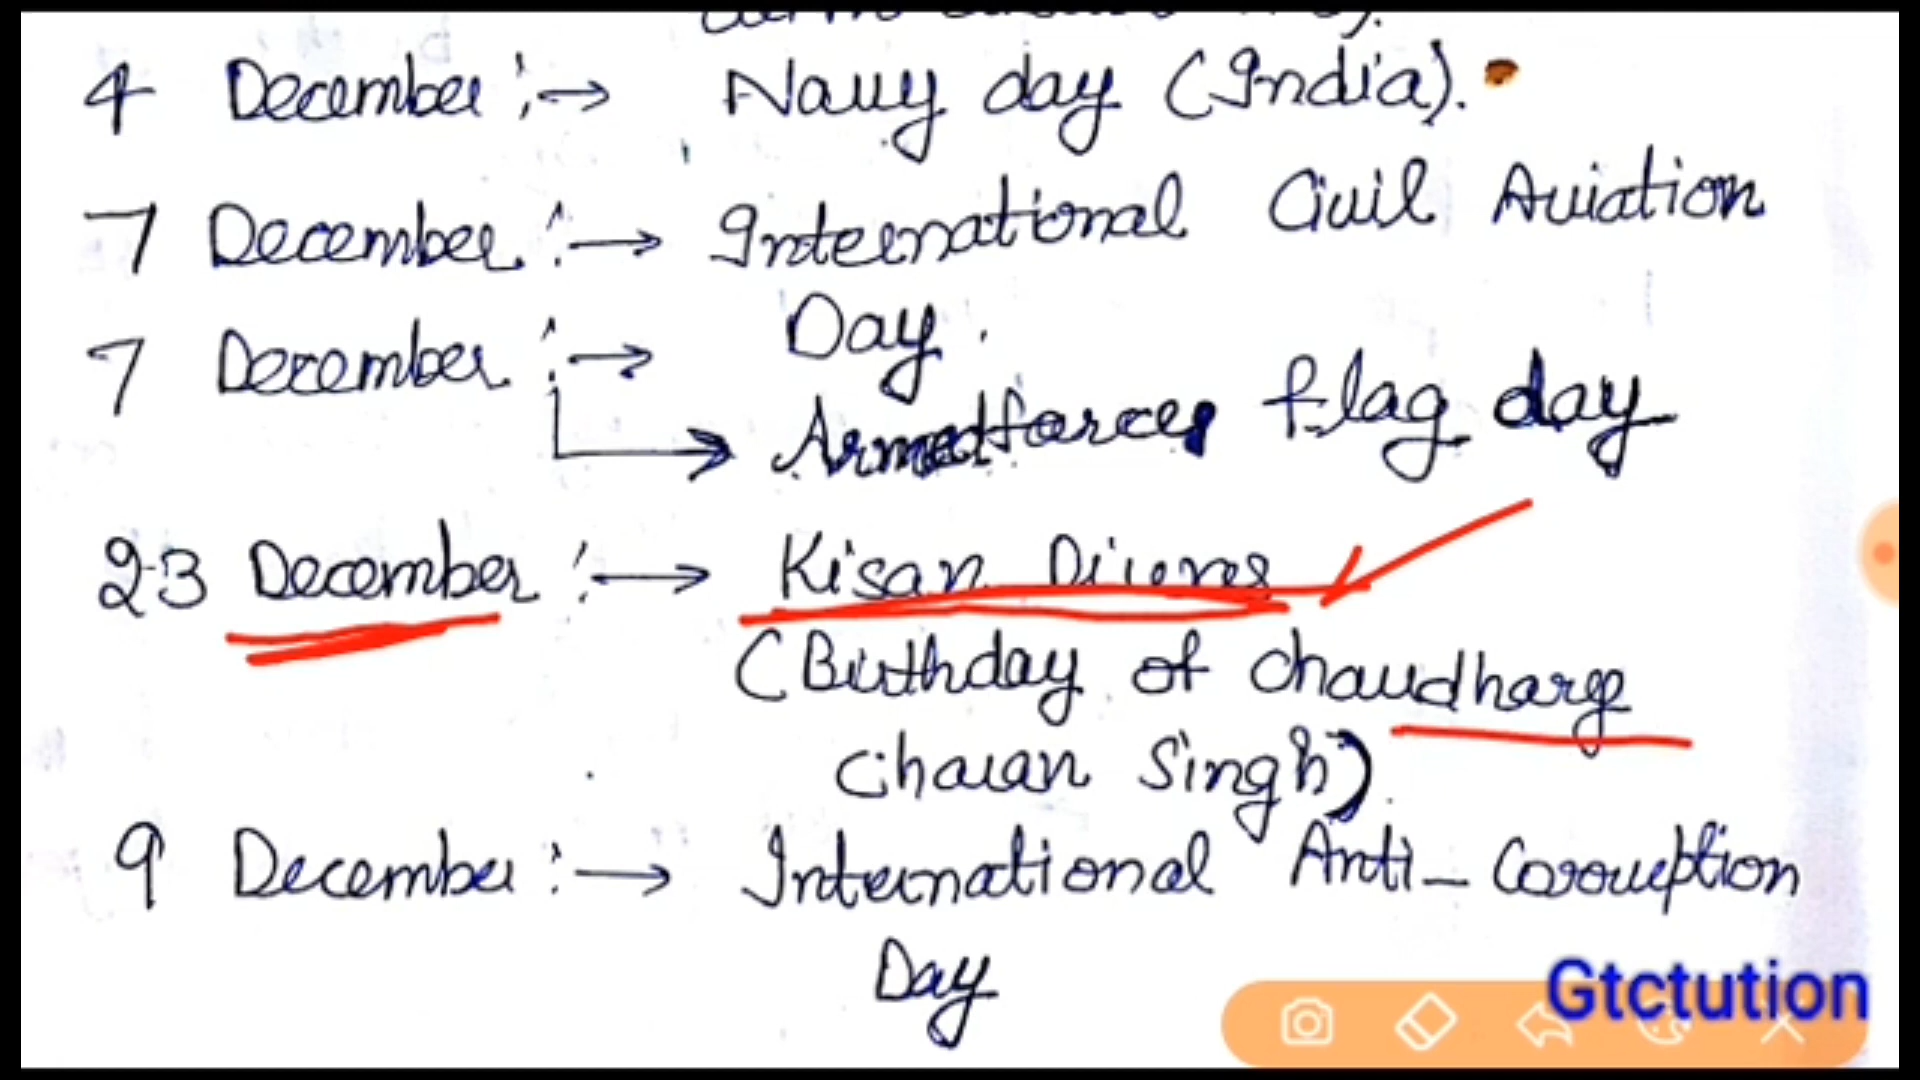 4 December :→ Navy day (India).
7 December :→ International Civil Aviation
Day.
7 December :→
→ Armed forces flag day
23 December :→ Kisan Divas
(Birthday of chaudhary
Charan Singh)
9 December :→ International Anti-Corruption
Day
Gtctution